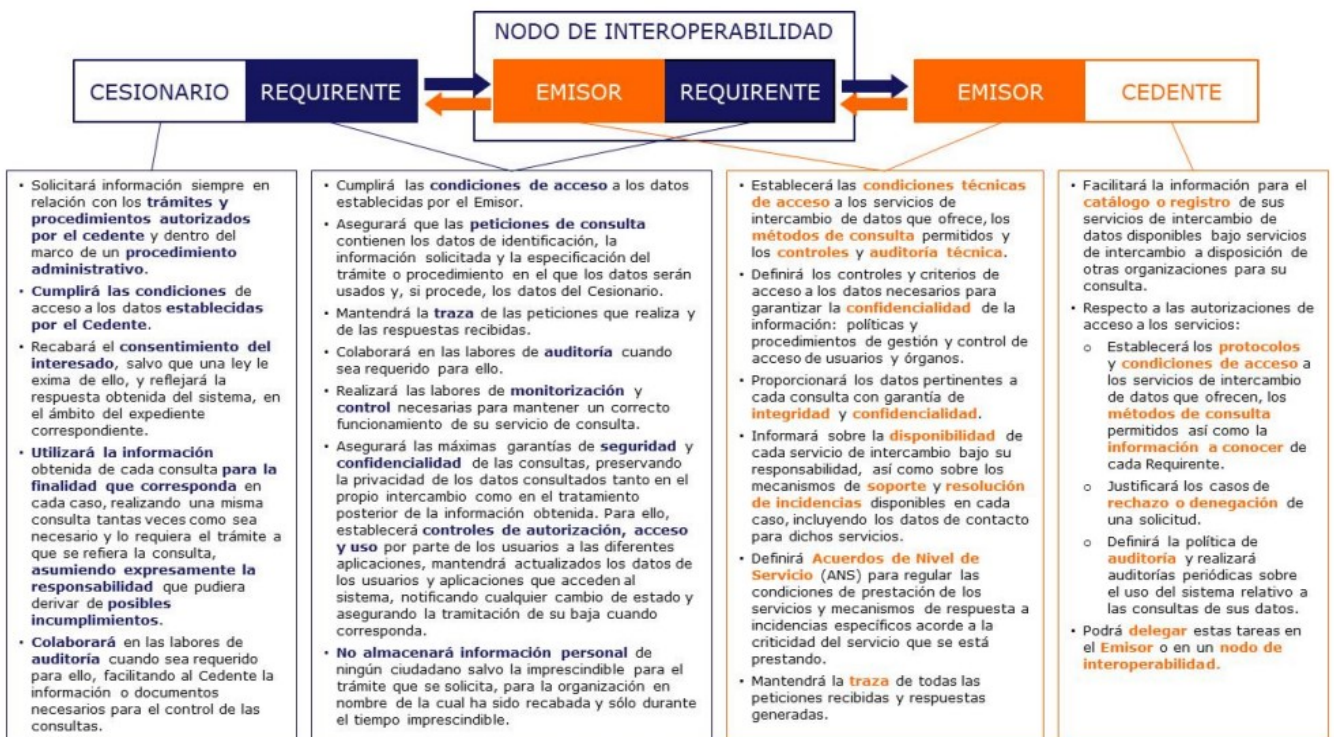 NODO DE INTEROPERABILIDAD
CESIONARIO
REQUIRENTE
EMISOR
REQUIRENTE
EMISOR
CEDENTE
• Solicitará información siempre en
relación con los trámites y
procedimientos autorizados
por el cedente y dentro del
marco de un procedimiento
administrativo.
• Cumplirá las condiciones de
acceso a los datos establecidas
por el Cedente.
• Recabará el consentimiento del
interesado, salvo que una ley le
exima de ello, y reflejará la
respuesta obtenida del sistema, en
el ámbito del expediente
correspondiente.
• Utilizará la información
obtenida de cada consulta para la
finalidad que corresponda en
cada caso, realizando una misma
consulta tantas veces como sea
necesario y lo requiera el trámite a
que se refiera la consulta,
asumiendo expresamente la
responsabilidad que pudiera
derivar de posibles
incumplimientos.
• Colaborará en las labores de
auditoría cuando sea requerido
para ello, facilitando al Cedente la
información o documentos
necesarios para el control de las
consultas.
• Cumplirá las condiciones de acceso a los datos
establecidas por el Emisor.
• Asegurará que las peticiones de consulta
contienen los datos de identificación, la
información solicitada y la especificación del
trámite o procedimiento en el que los datos serán
usados y, si procede, los datos del Cesionario.
• Mantendrá la traza de las peticiones que realiza y
de las respuestas recibidas.
• Colaborará en las labores de auditoría cuando
sea requerido para ello.
• Realizará las labores de monitorización y
control necesarias para mantener un correcto
funcionamiento de su servicio de consulta.
• Asegurará las máximas garantías de seguridad y
confidencialidad de las consultas, preservando
la privacidad de los datos consultados tanto en el
propio intercambio como en el tratamiento
posterior de la información obtenida. Para ello,
establecerá controles de autorización, acceso
y uso por parte de los usuarios a las diferentes
aplicaciones, mantendrá actualizados los datos de
los usuarios y aplicaciones que acceden al
sistema, notificando cualquier cambio de estado y
asegurando la tramitación de su baja cuando
corresponda.
• No almacenará información personal de
ningún ciudadano salvo la imprescindible para el
trámite que se solicita, para la organización en
nombre de la cual ha sido recabada y sólo durante
el tiempo imprescindible.
• Establecerá las condiciones técnicas
de acceso a los servicios de
intercambio de datos que ofrece, los
métodos de consulta permitidos y
los controles y auditoría técnica.
• Definirá los controles y criterios de
acceso a los datos necesarios para
garantizar la confidencialidad de la
información: políticas y
procedimientos de gestión y control de
acceso de usuarios y órganos.
• Proporcionará los datos pertinentes a
cada consulta con garantía de
integridad y confidencialidad.
• Informará sobre la disponibilidad de
cada servicio de intercambio bajo su
responsabilidad, así como sobre los
mecanismos de soporte y resolución
de incidencias disponibles en cada
caso, incluyendo los datos de contacto
para dichos servicios.
• Definirá Acuerdos de Nivel de
Servicio (ANS) para regular las
condiciones de prestación de los
servicios y mecanismos de respuesta a
incidencias específicos acorde a la
criticidad del servicio que se está
prestando.
• Mantendrá la traza de todas las
peticiones recibidas y respuestas
generadas.
• Facilitará la información para el
catálogo o registro de sus
servicios de intercambio de
datos disponibles bajo servicios
de intercambio a disposición de
otras organizaciones para su
consulta.
• Respecto a las autorizaciones de
acceso a los servicios:
o Establecerá los protocolos
y condiciones de acceso a
los servicios de intercambio
de datos que ofrecen, los
métodos de consulta
permitidos así como la
información a conocer de
cada Requirente.
o Justificará los casos de
rechazo o denegación de
una solicitud.
o Definirá la política de
auditoría y realizará
auditorías periódicas sobre
el uso del sistema relativo a
las consultas de sus datos.
• Podrá delegar estas tareas en
el Emisor o en un nodo de
interoperabilidad.